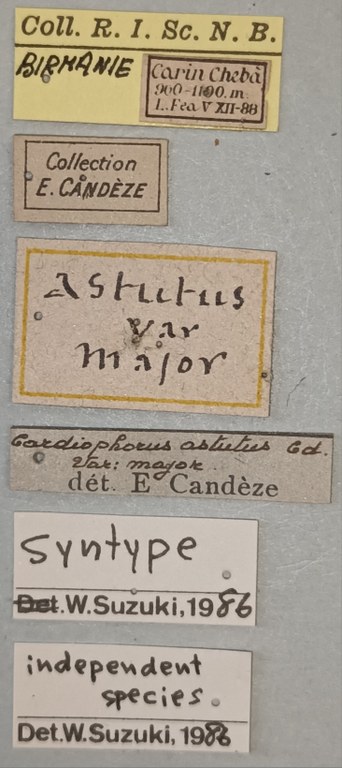 Coll. R. I. Sc. N. B.
BIRMANIE
Carin Chebà
900-1100. m
L. Fea V XII-88
Collection
E. CANDÈZE
Astutus
var
major
Cardiophorus astutus Cd.
Var: major.
dét. E Candèze
Syntype
Det.W.Suzuki, 1986
independent
species.
Det.W.Suzuki, 1986